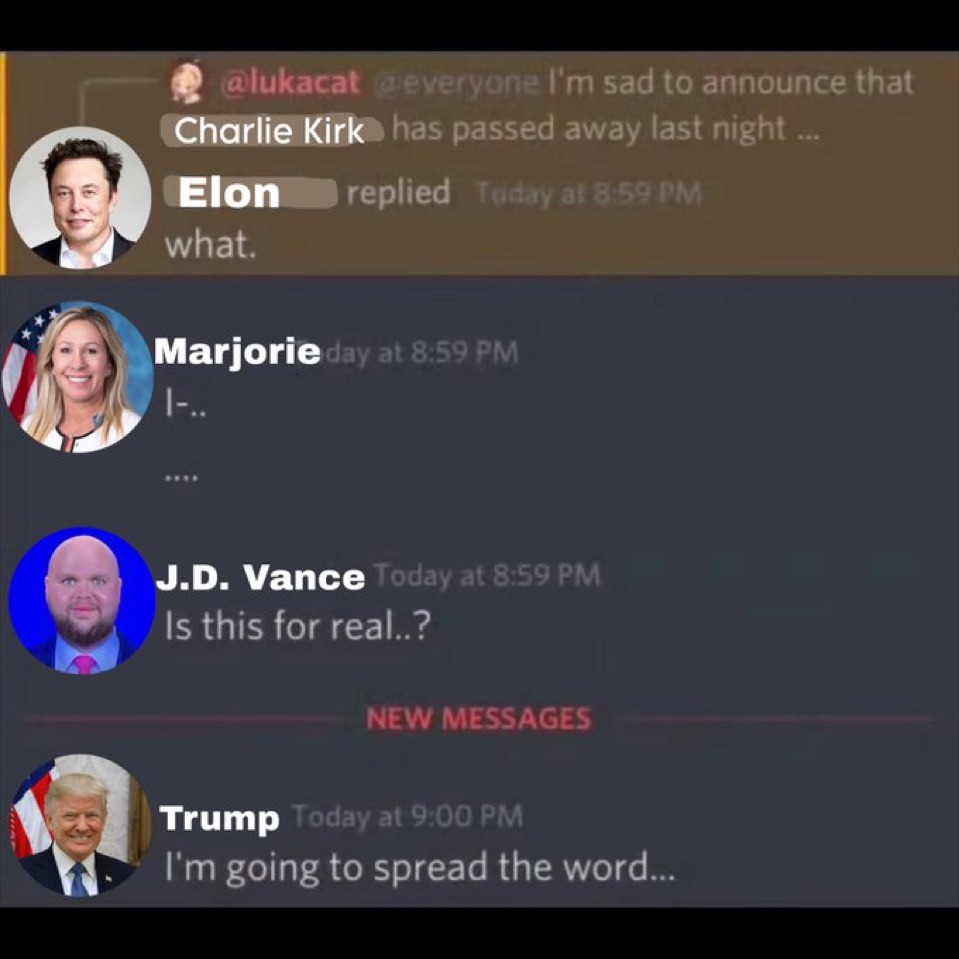 @lukacat @everyone I'm sad to announce that
Charlie Kirk has passed away last night ...
Elon replied Today at 8:59 PM
what.
Marjorie day at 8:59 PM
I-..
....
J.D. Vance Today at 8:59 PM
Is this for real..?
NEW MESSAGES
Trump Today at 9:00 PM
I'm going to spread the word...